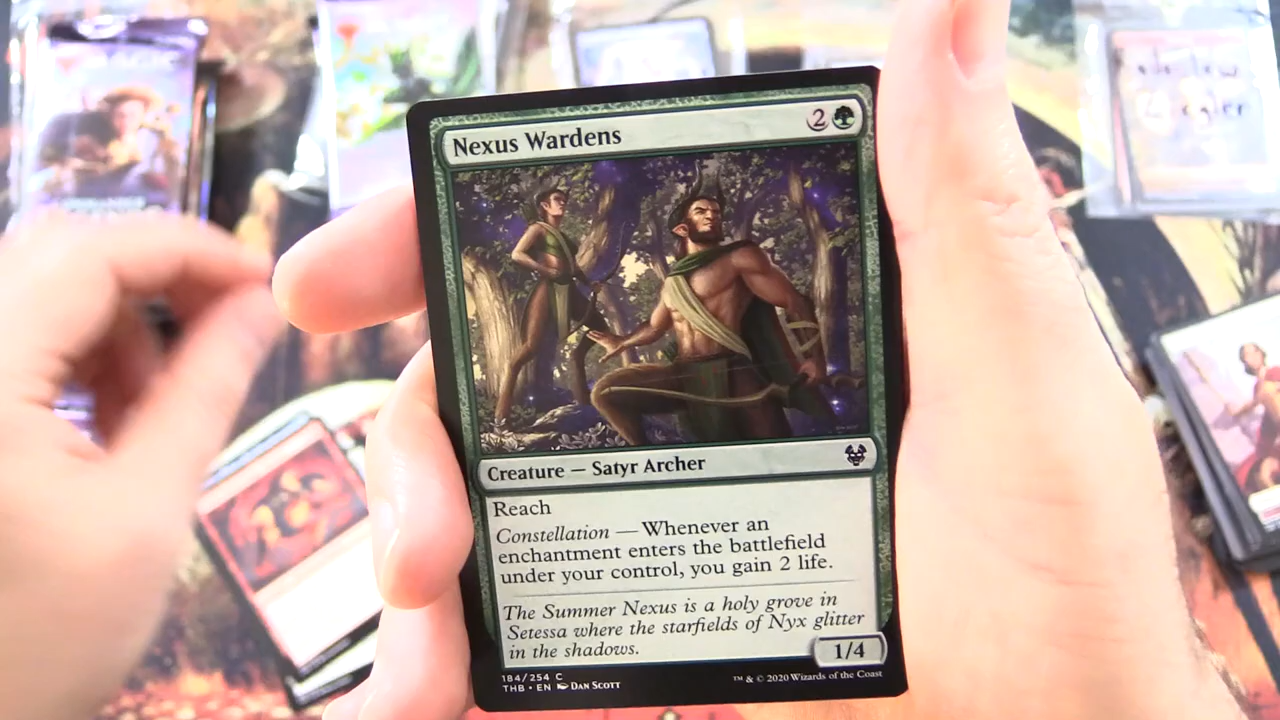 Nexus Wardens 2
Creature — Satyr Archer
Reach
Constellation — Whenever an
enchantment enters the battlefield
under your control, you gain 2 life.
The Summer Nexus is a holy grove in
Setessa where the starfields of Nyx glitter
in the shadows.
1/4
184/254 C
THB • EN DAN SCOTT
™ & © 2020 Wizards of the Coast